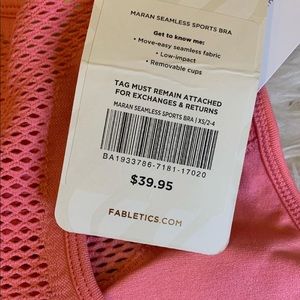 MARAN SEAMLESS SPORTS BRA
Get to know me:
• Move-easy seamless fabric
• Low-impact
• Removable cups
TAG MUST REMAIN ATTACHED
FOR EXCHANGES & RETURNS
MARAN SEAMLESS SPORTS BRA | XS/2-4
BA1933786-7181-17020
$39.95
FABLETICS.COM